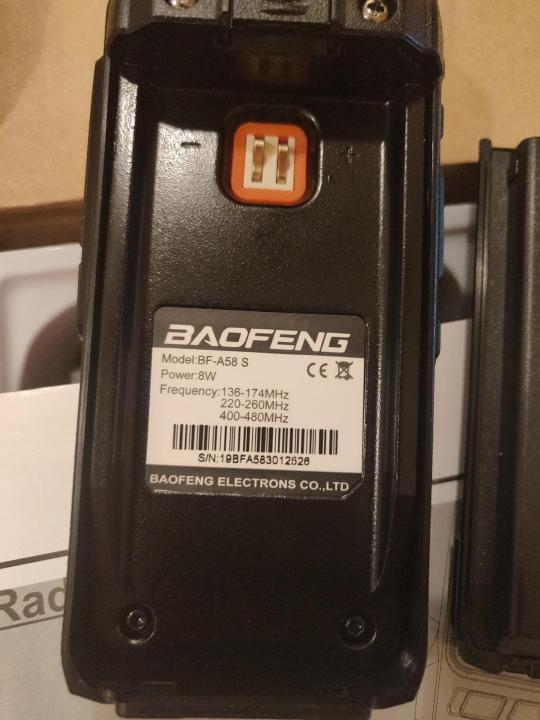 - +
BAOFENG
Model:BF-A58 S
Power:8W
Frequency:136-174MHz
220-260MHz
400-480MHz
CE
S/N:19BFA583012526
BAOFENG ELECTRONS CO.,LTD
Rad